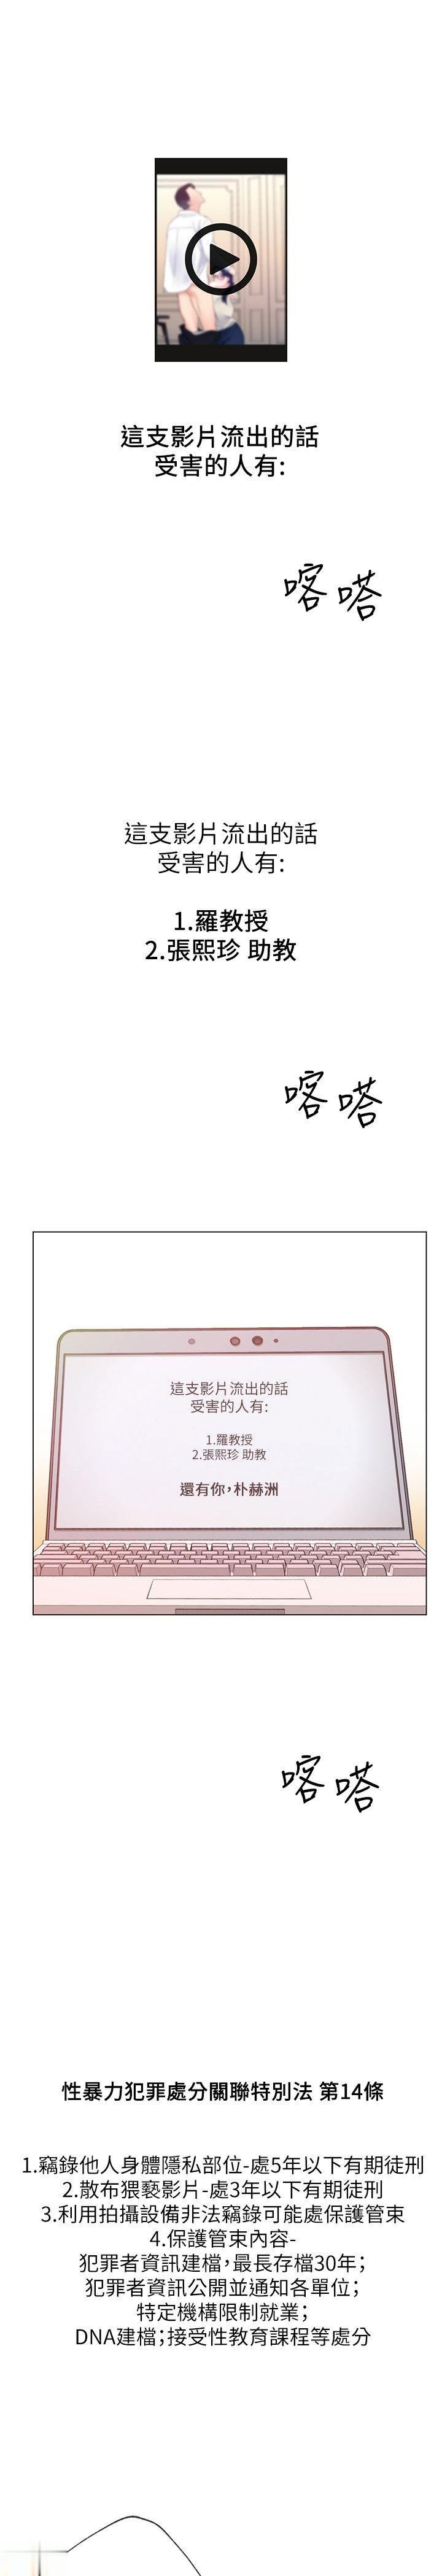 這支影片流出的話
受害的人有:
喀嗒
這支影片流出的話
受害的人有:
1.羅教授
2.張熙珍 助教
喀嗒
這支影片流出的話
受害的人有:
1.羅教授
2.張熙珍 助教
還有你,朴赫洲
喀嗒
性暴力犯罪處分關聯特別法 第14條
1.竊錄他人身體隱私部位-處5年以下有期徒刑
2.散布猥褻影片-處3年以下有期徒刑
3.利用拍攝設備非法竊錄可能處保護管束
4.保護管束內容-
犯罪者資訊建檔,最長存檔30年;
犯罪者資訊公開並通知各單位;
特定機構限制就業;
DNA建檔;接受性教育課程等處分